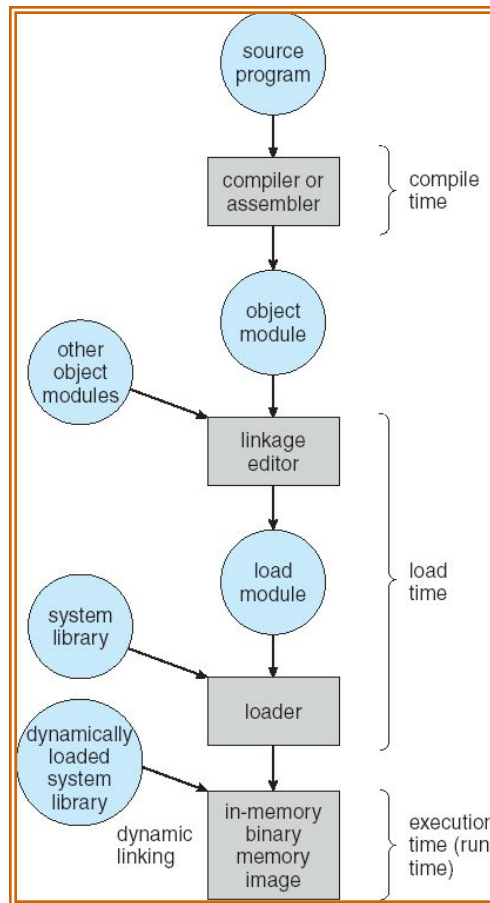 source
program
compiler or
assembler
compile
time
object
module
other
object
modules
linkage
editor
load
module
load
time
system
library
loader
dynamically
loaded
system
library
dynamic
linking
in-memory
binary
memory
image
execution
time (run
time)